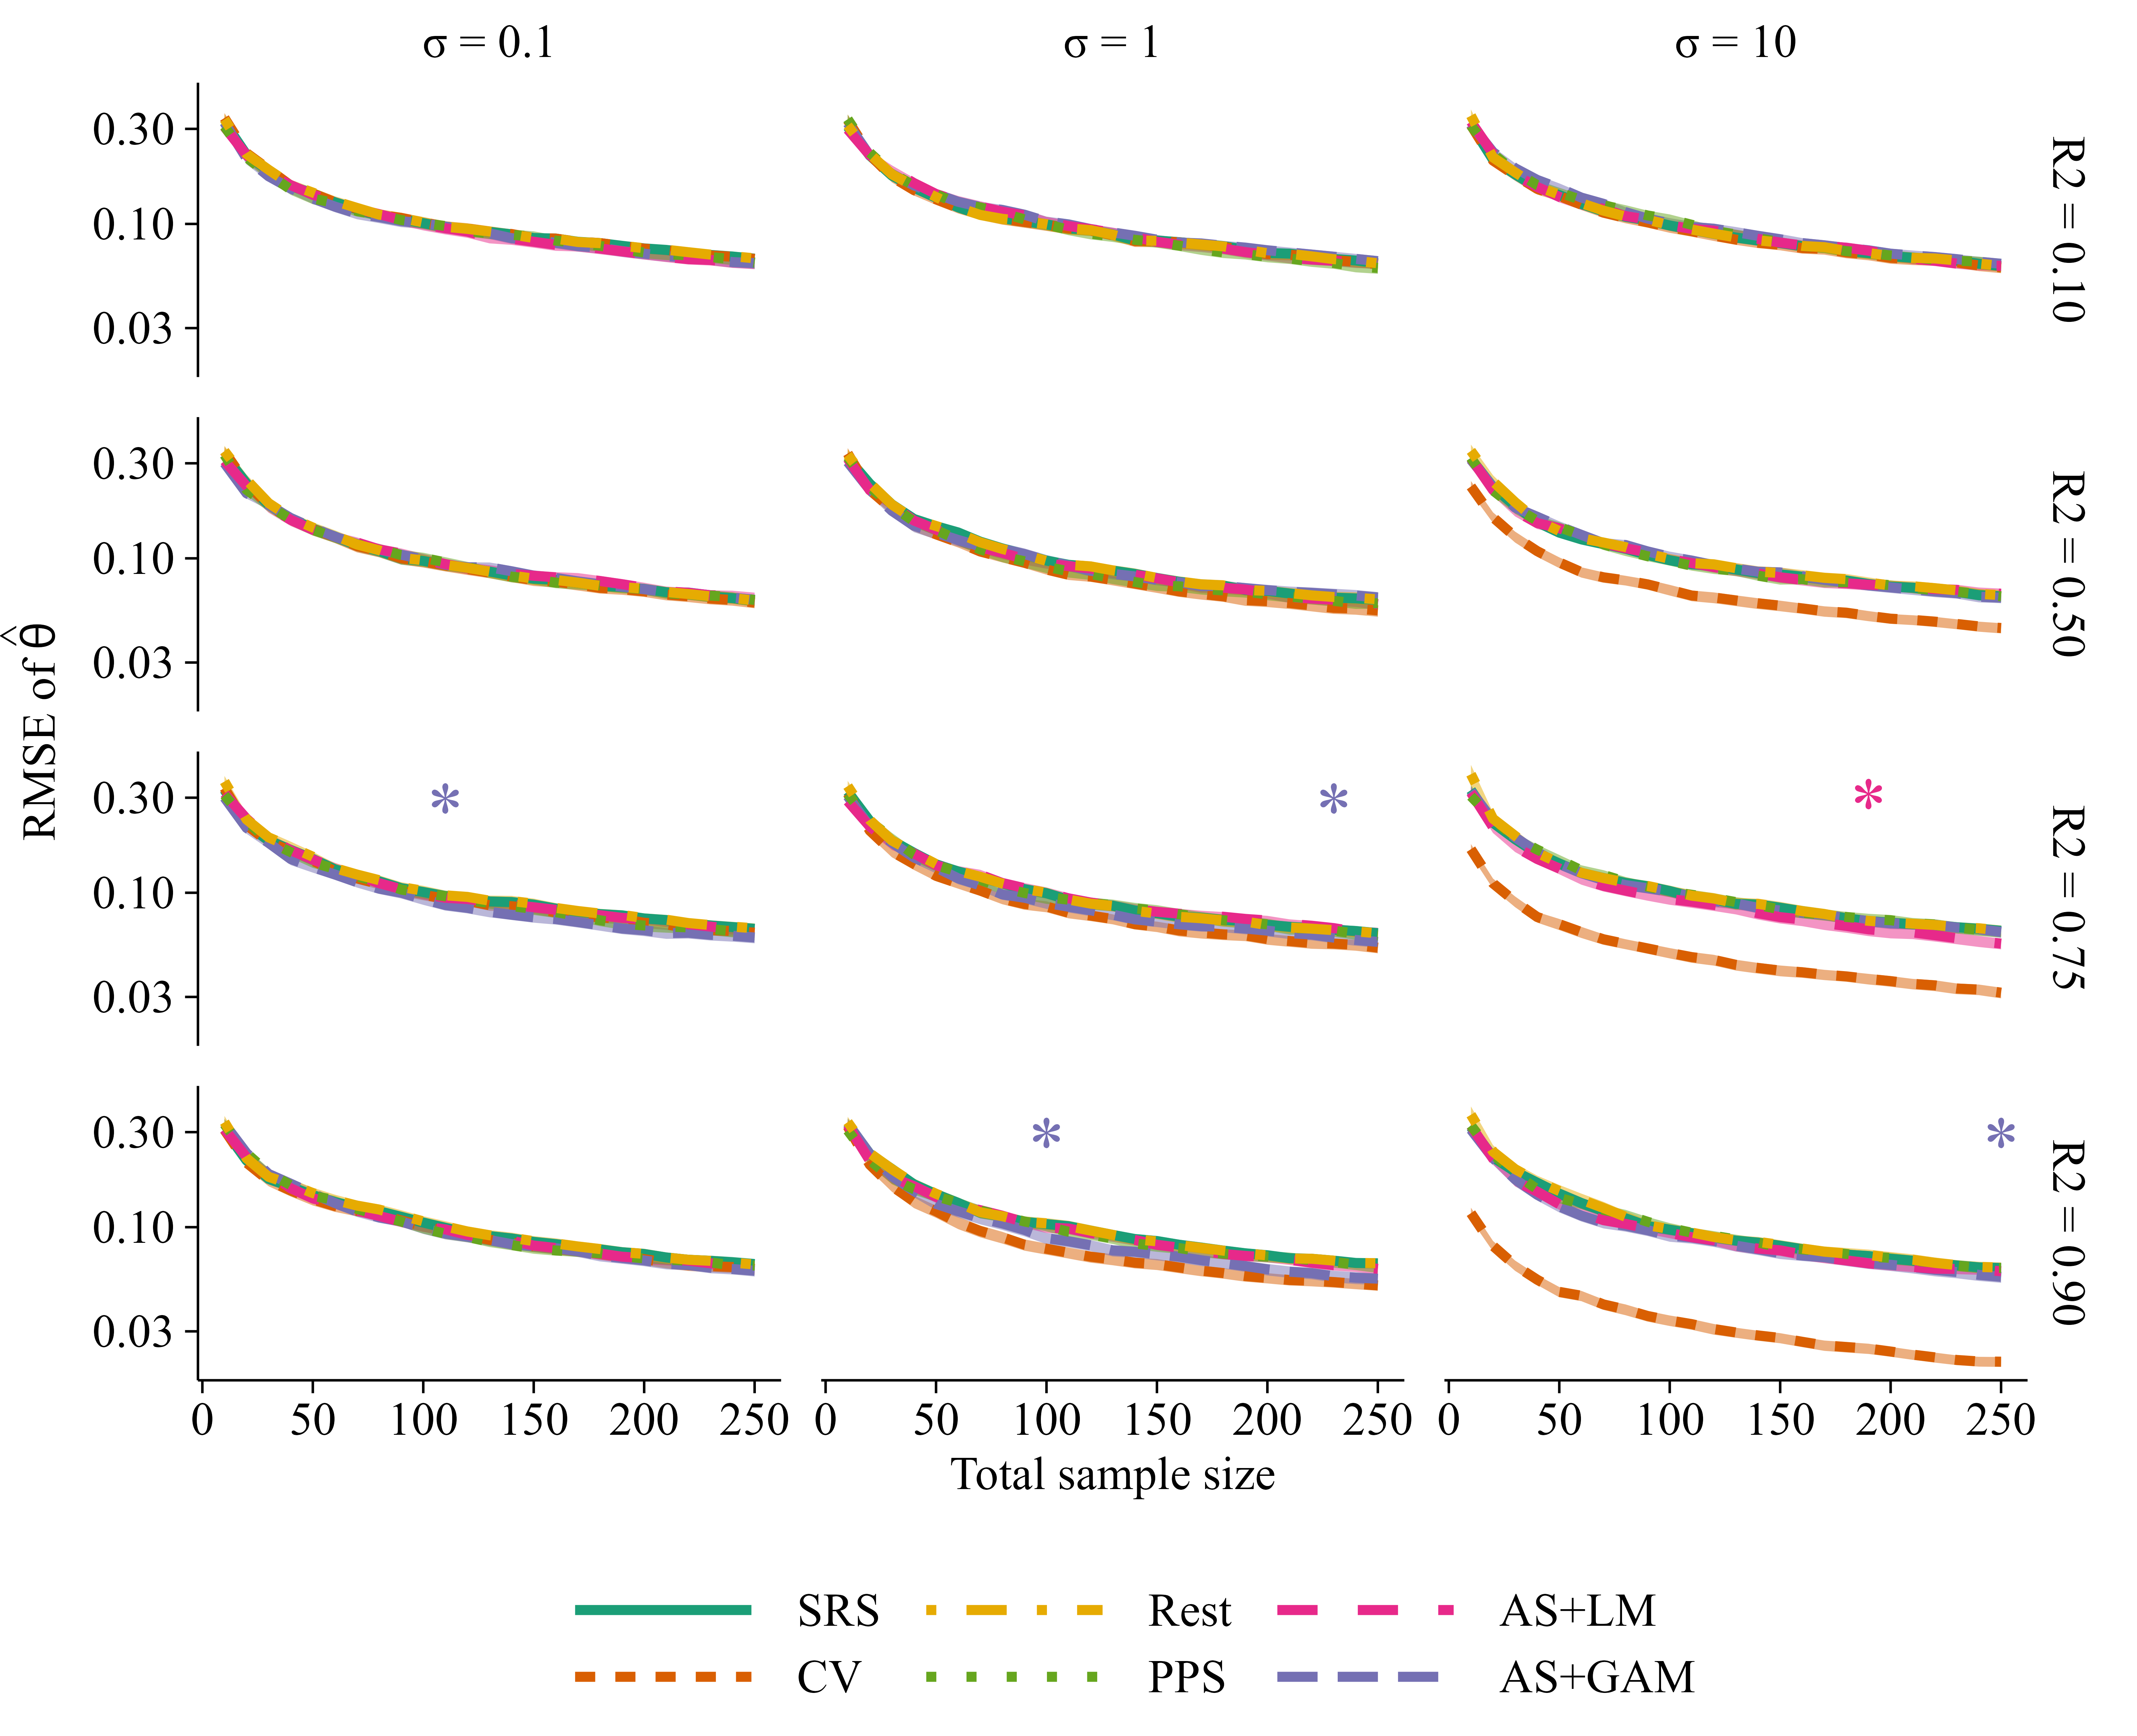 σ = 0.1 σ = 1 σ = 10
0.30
0.10
0.03
R2 = 0.10
0.30
0.10
0.03
R2 = 0.50
RMSE of θ̂
0.30
*
*
*
0.10
0.03
R2 = 0.75
0.30
*
*
0.10
0.03
R2 = 0.90
0 50 100 150 200 250 0 50 100 150 200 250 0 50 100 150 200 250
Total sample size
SRS Rest AS+LM
CV PPS AS+GAM